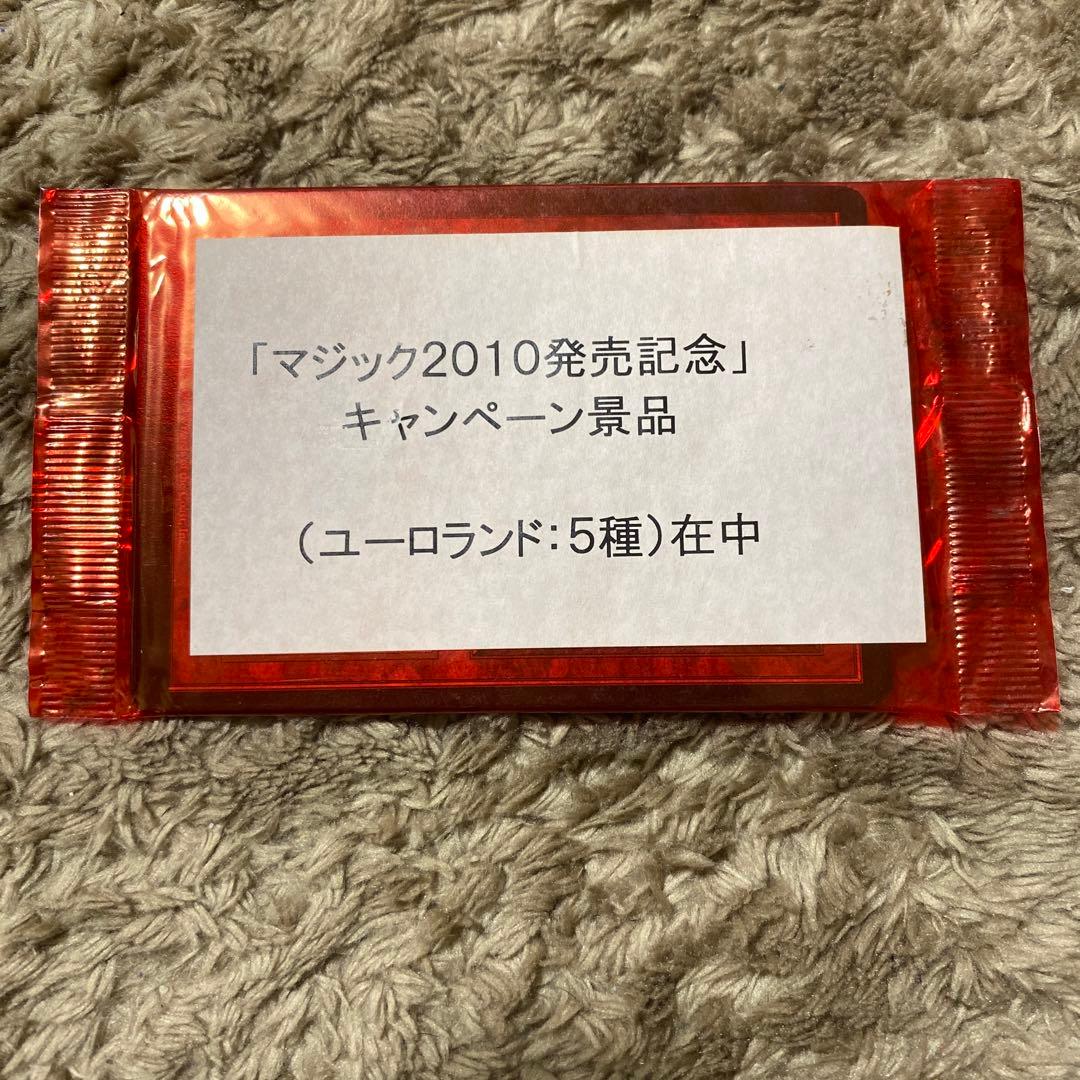 「マジック2010発売記念」
キャンペーン景品
（ユーロランド：5種）在中